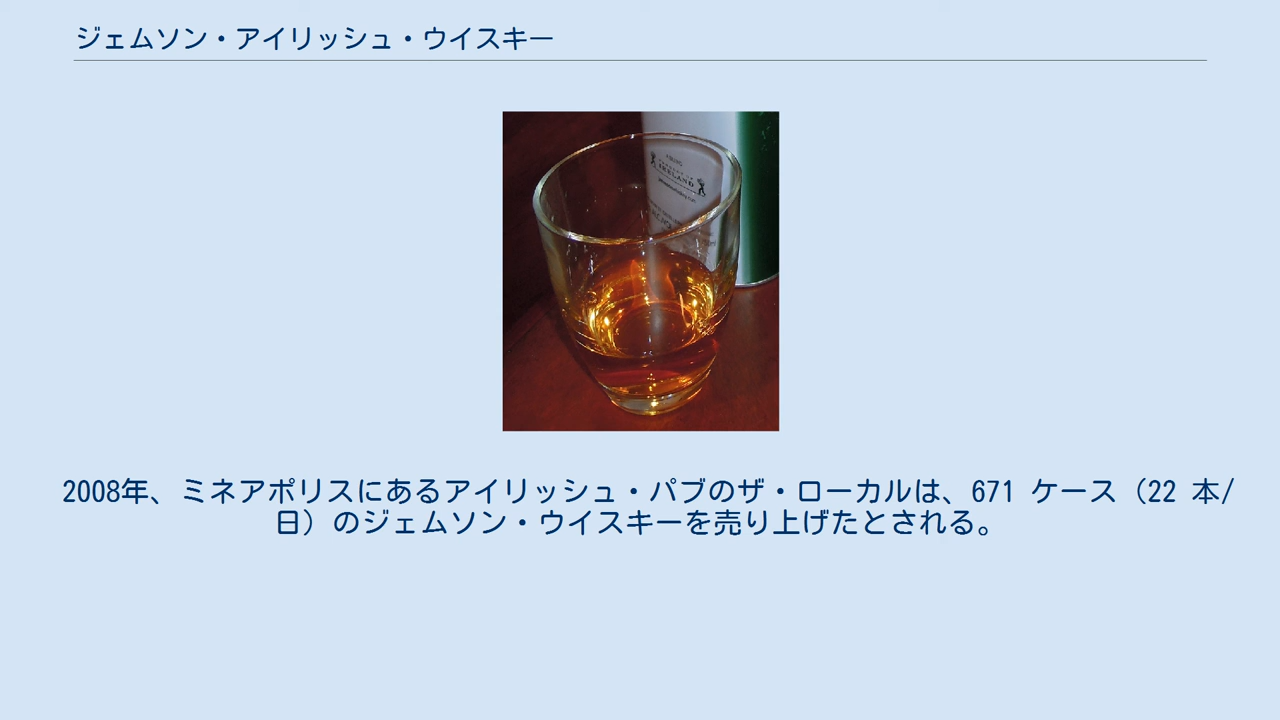 ジェムソン・アイリッシュ・ウイスキー
IRELAND
2008年、ミネアポリスにあるアイリッシュ・パブのザ・ローカルは、671 ケース（22 本/
日）のジェムソン・ウイスキーを売り上げたとされる。